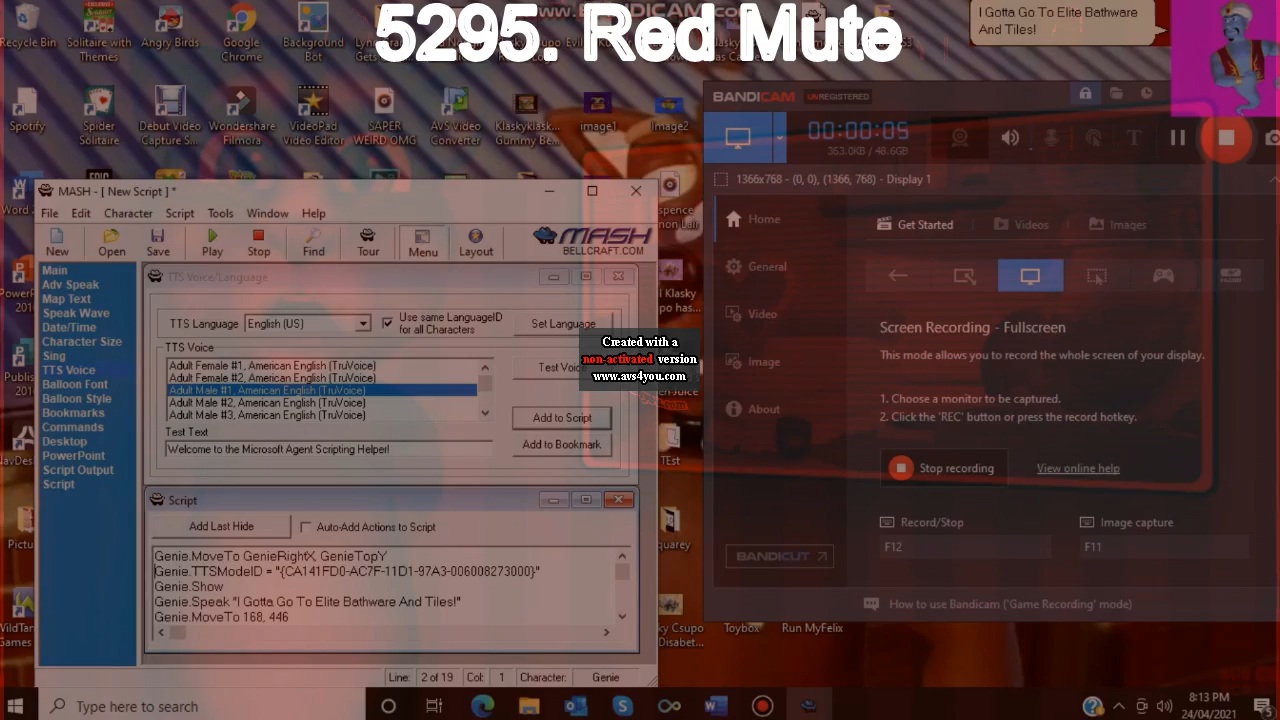 5295. Red Mute
www.BANDICAM.co
I Gotta Go To Elite Bathware
And Tiles!
Recycle Bin
Solitaire with
Themes
Angry Birds
Google
Chrome
Background
Bot
Spotify
Spider
Solitaire
Debut Video
Capture S...
Wondershare
Filmora
VideoPad
Video Editor
SAPER
WEIRD OMG
AVS Video
Converter
Klaskyklask...
Gummy Be...
image1
Image2
BANDICAM UNREGISTERED
00:00:05
363.0KB / 48.6GB
1366x768 - (0, 0), (1366, 768) - Display 1
Home
General
Video
Image
About
Get Started
Videos
Images
Screen Recording - Fullscreen
This mode allows you to record the whole screen of your display.
1. Choose a monitor to be captured.
2. Click the 'REC' button or press the record hotkey.
Stop recording
View online help
Record/Stop
Image capture
F12
F11
BANDICUT
How to use Bandicam ('Game Recording' mode)
MASH - [ New Script ] *
File Edit Character Script Tools Window Help
New Open Save Play Stop Find Tour Menu Layout
MASH
BELLCRAFT.COM
Main
Adv Speak
Map Text
Speak Wave
Date/Time
Character Size
Sing
TTS Voice
Balloon Font
Balloon Style
Bookmarks
Commands
Desktop
PowerPoint
Script Output
Script
TTS Voice/Language
TTS Language English (US)
Use same LanguageID
for all Characters
Set Language
TTS Voice
Adult Female #1, American English (TruVoice)
Adult Female #2, American English (TruVoice)
Adult Male #1, American English (TruVoice)
Adult Male #2, American English (TruVoice)
Adult Male #3, American English (TruVoice)
Test Voice
Add to Script
Add to Bookmark
Test Text
Welcome to the Microsoft Agent Scripting Helper!
Script
Add Last Hide
Auto-Add Actions to Script
Genie.MoveTo GenieRightX, GenieTopY
Genie.TTSModeID = "{CA141FD0-AC7F-11D1-97A3-006008273000}"
Genie.Show
Genie.Speak "I Gotta Go To Elite Bathware And Tiles!"
Genie.MoveTo 168, 446
Line: 2 of 19 Col: 1 Character: Genie
Created with a
non-activated version
www.avs4you.com
TEst
Toybox
Run MyFelix
Type here to search
8:13 PM
24/04/2021